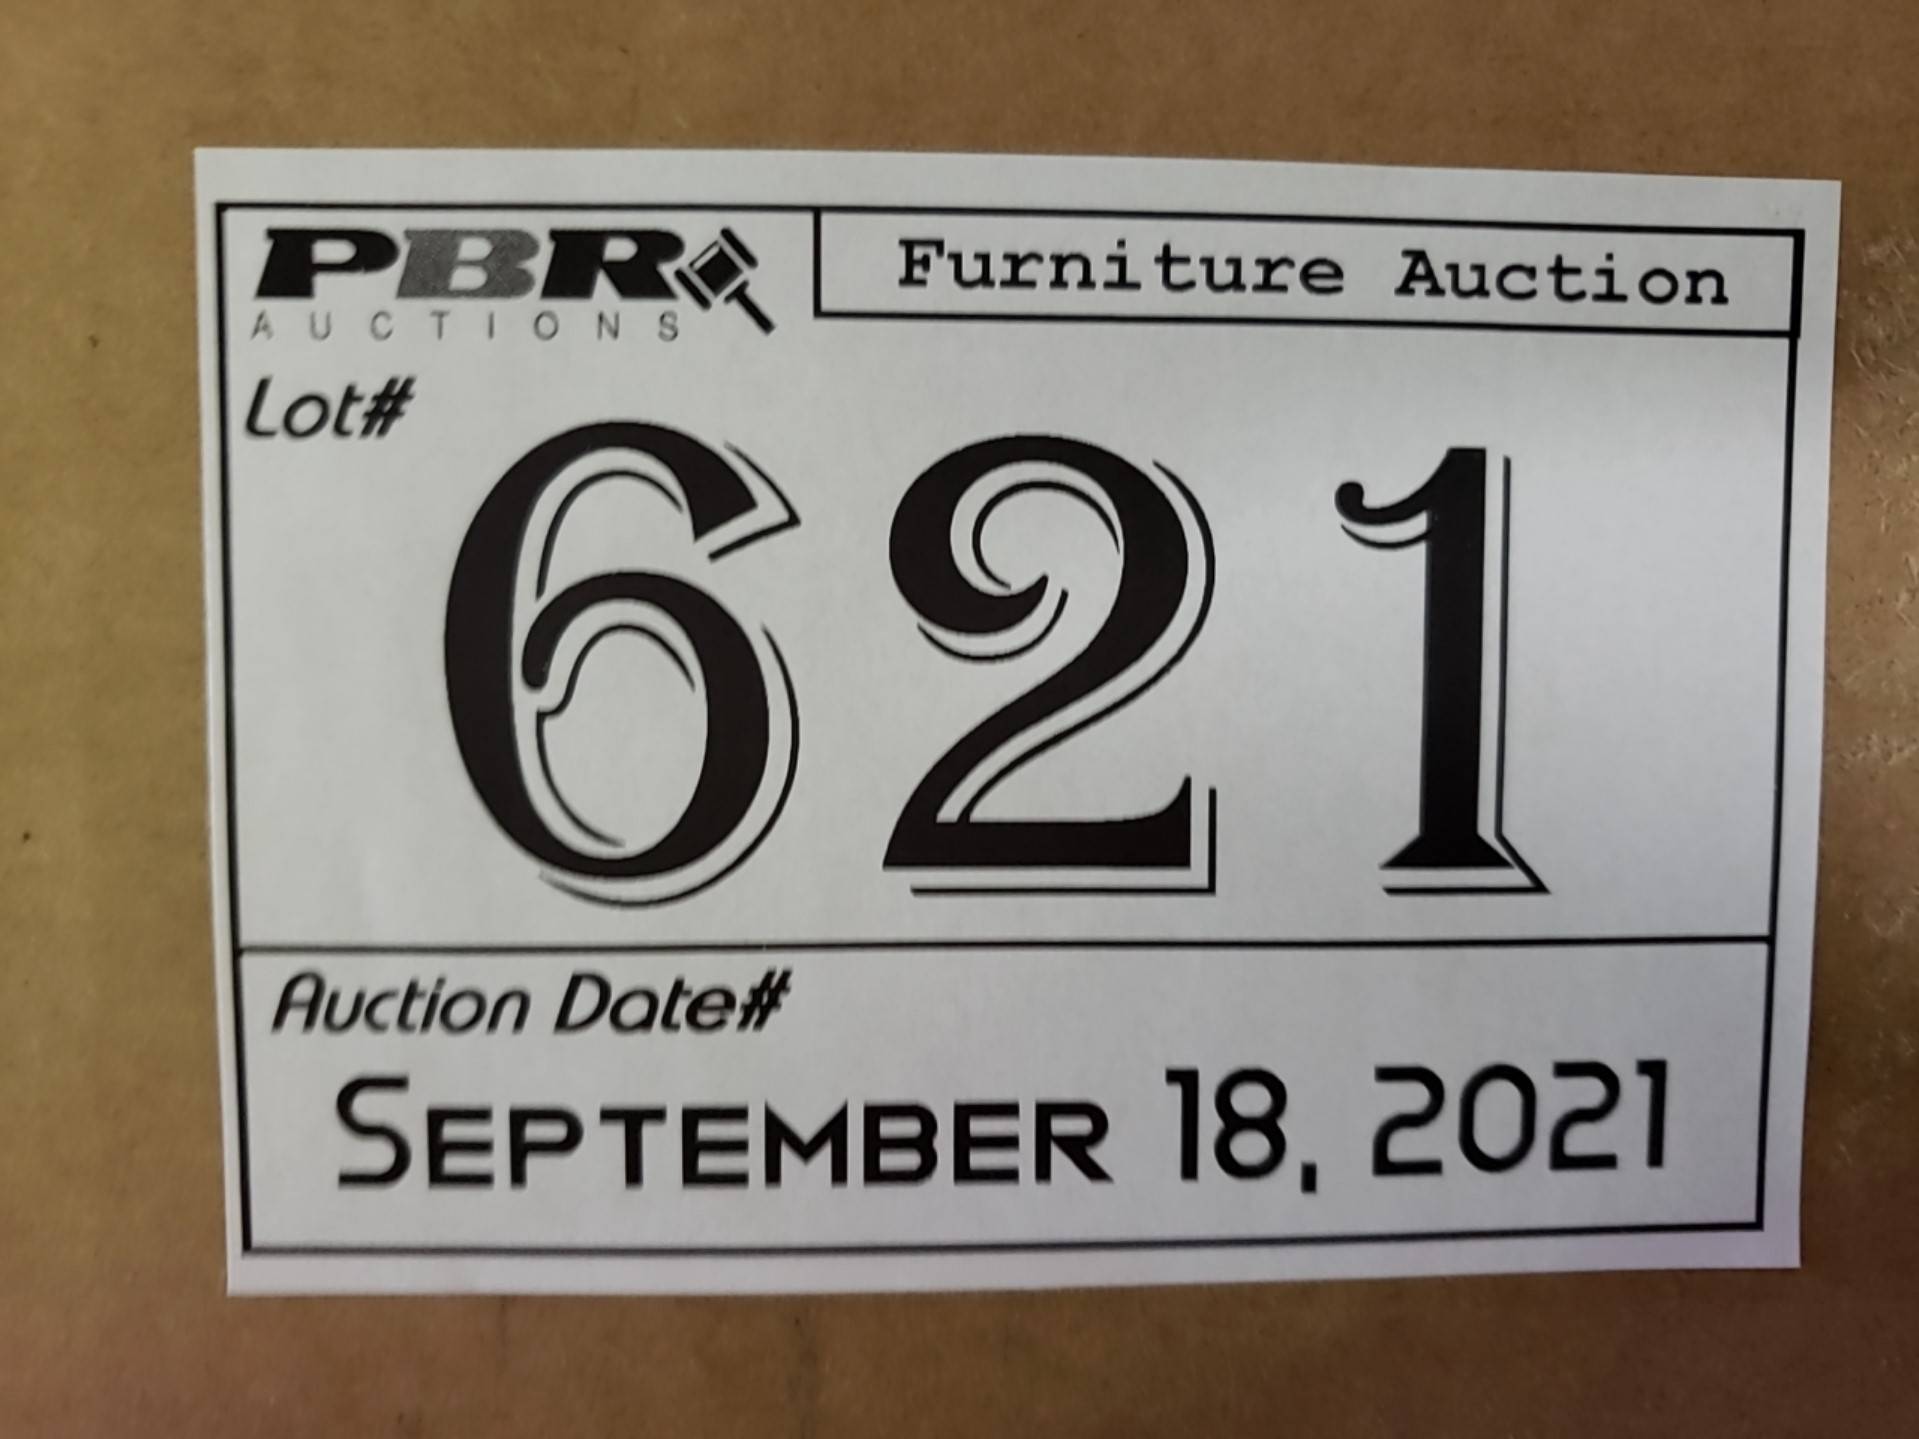 PBR
AUCTIONS
Furniture Auction
Lot#
621
Auction Date#
SEPTEMBER 18, 2021